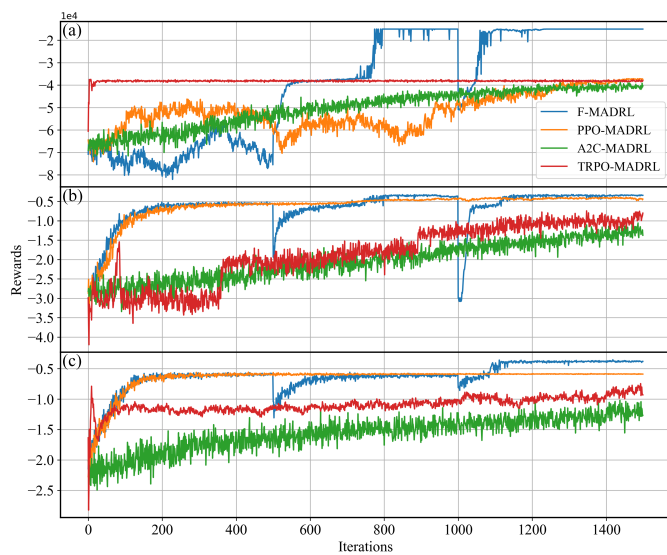 1e4
(a)
−2
−3
−4
−5
−6
−7
−8
F-MADRL
PPO-MADRL
A2C-MADRL
TRPO-MADRL
(b)
−0.5
−1.0
−1.5
−2.0
−2.5
−3.0
−3.5
−4.0
Rewards
(c)
−0.5
−1.0
−1.5
−2.0
−2.5
0 200 400 600 800 1000 1200 1400
Iterations